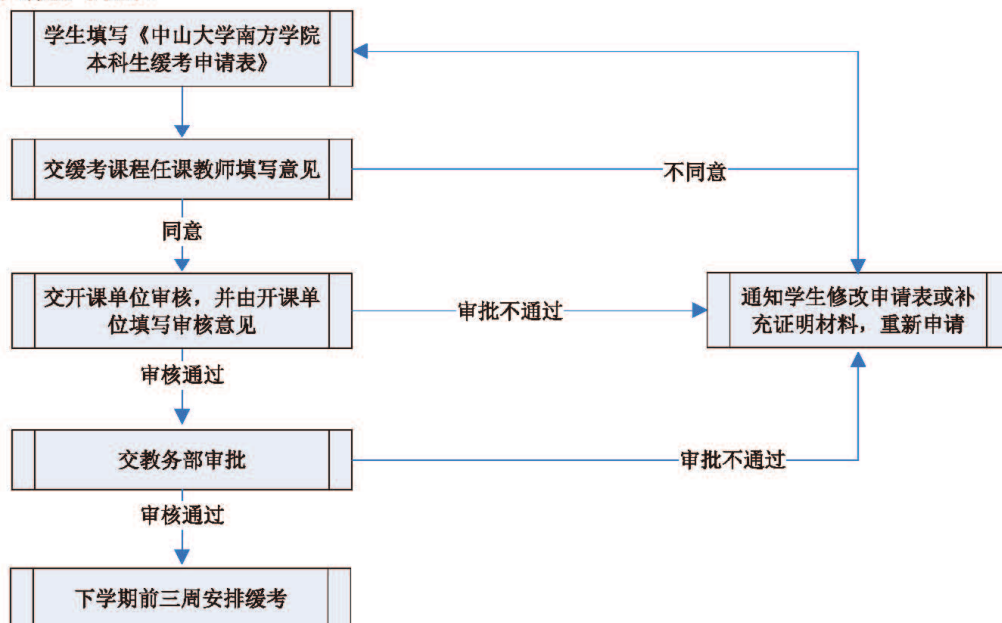 学生填写《中山大学南方学院
本科生缓考申请表》
交缓考课程任课教师填写意见
不同意
同意
交开课单位审核，并由开课单
位填写审核意见
审批不通过
通知学生修改申请表或补
充证明材料，重新申请
审核通过
交教务部审批
审批不通过
审核通过
下学期前三周安排缓考